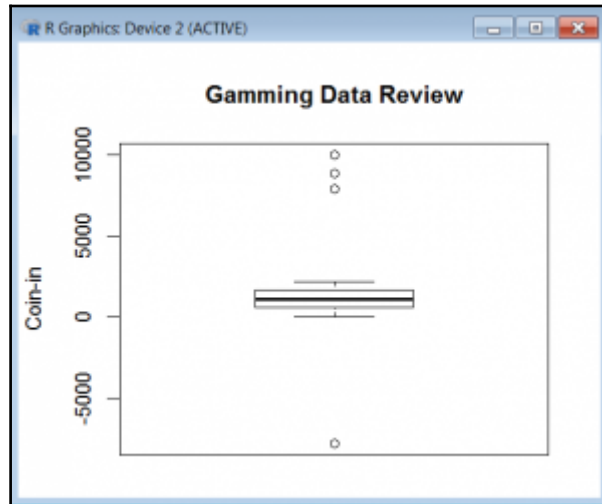 R Graphics: Device 2 (ACTIVE)
Gamming Data Review
10000
5000
0
-5000
Coin-in